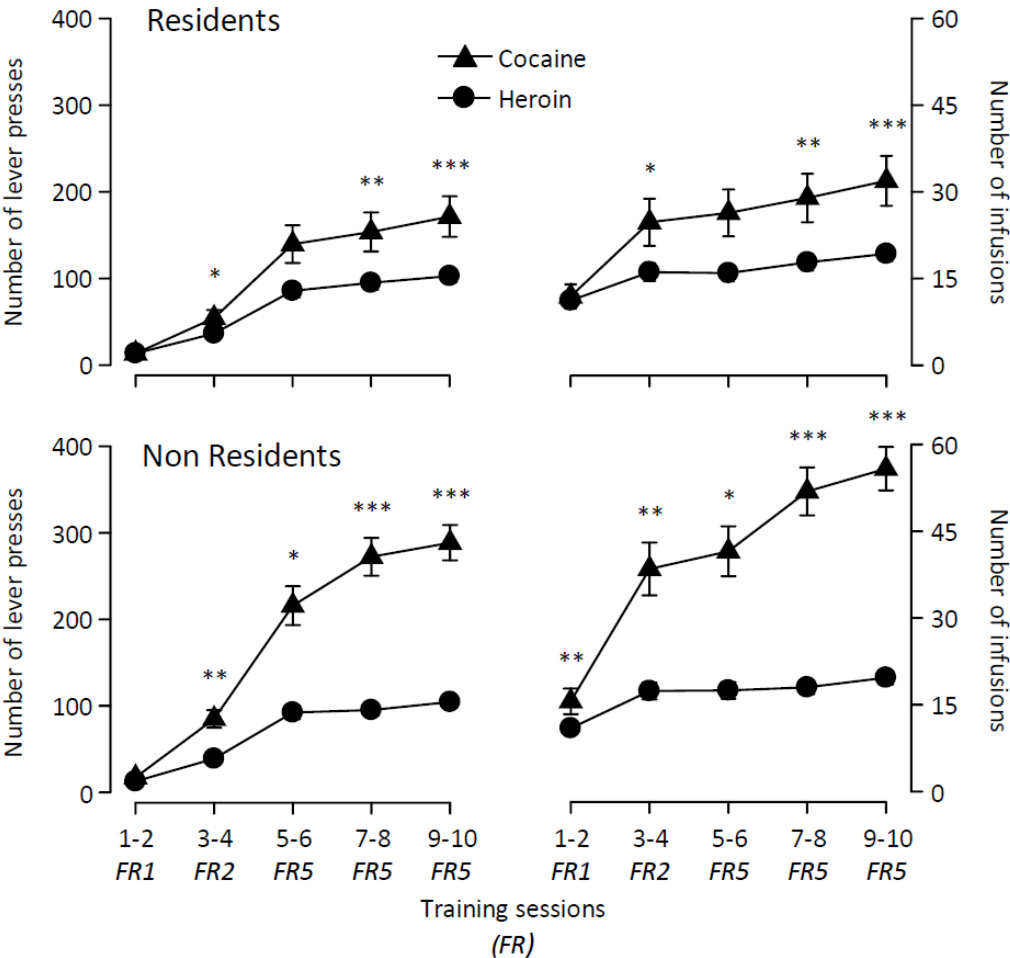 Residents
Cocaine
Heroin
Number of lever presses
400
300
200
100
0
*
**
***
*
**
***
60
45
30
15
0
Number of infusions
Non Residents
Number of lever presses
400
300
200
100
0
**
*
***
***
**
**
*
***
***
60
45
30
15
0
Number of infusions
1-2 3-4 5-6 7-8 9-10 1-2 3-4 5-6 7-8 9-10
FR1 FR2 FR5 FR5 FR5 FR1 FR2 FR5 FR5 FR5
Training sessions
(FR)